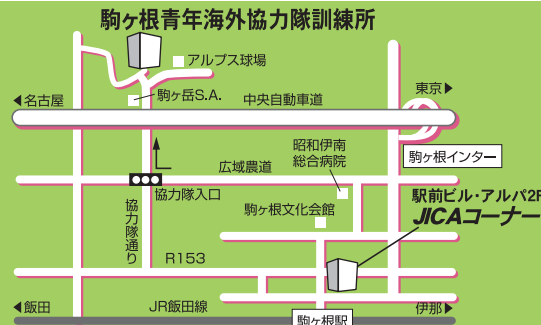 駒ヶ根青年海外協力隊訓練所
アルプス球場
駒ヶ岳S.A.
名古屋
中央自動車道
東京
駒ヶ根インター
昭和伊南
総合病院
広域農道
協力隊入口
駅前ビル・アルパ2F
JICAコーナー
駒ヶ根文化会館
協力隊通り
R153
飯田
JR飯田線
伊那
駒ヶ根駅